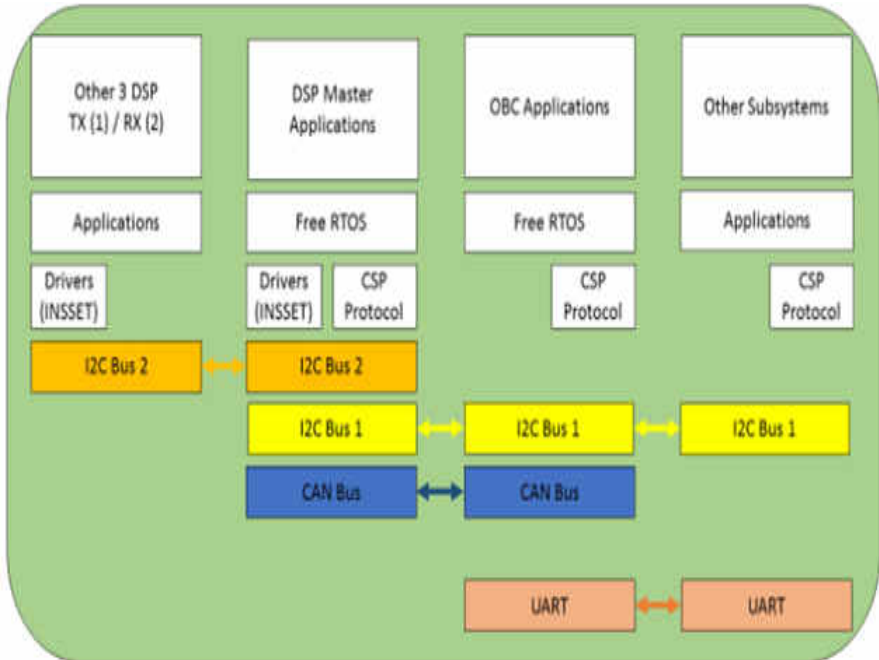 Other 3 DSP
TX (1) / RX (2)
DSP Master
Applications
OBC Applications
Other Subsystems
Applications
Free RTOS
Free RTOS
Applications
Drivers
(INSSET)
Drivers
(INSSET)
CSP
Protocol
CSP
Protocol
CSP
Protocol
I2C Bus 2
I2C Bus 2
I2C Bus 1
I2C Bus 1
I2C Bus 1
CAN Bus
CAN Bus
UART
UART